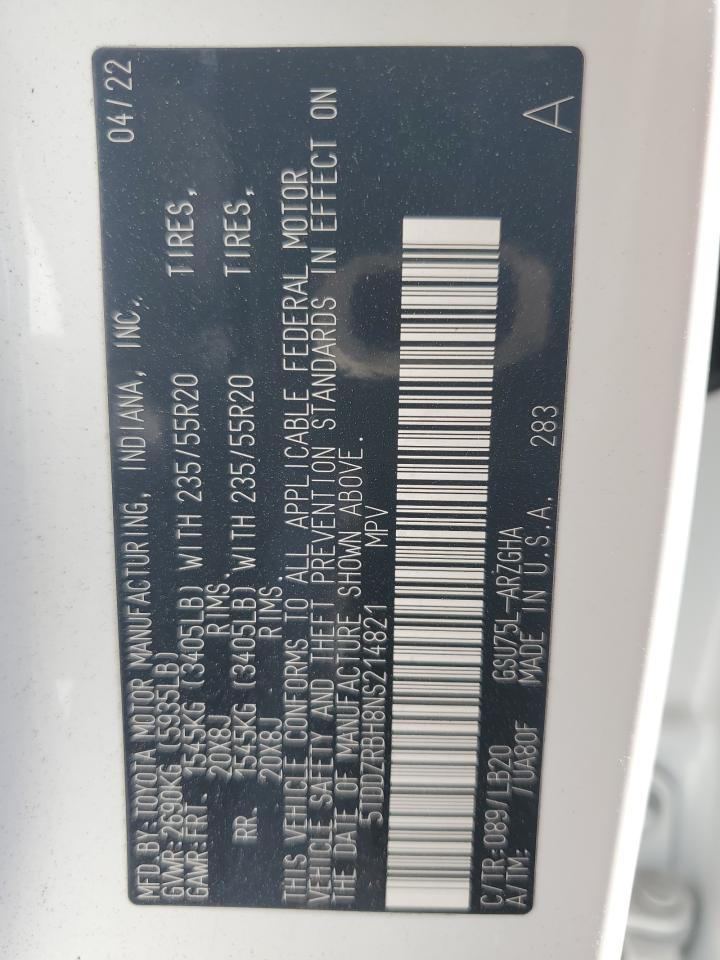 MFD BY:TOYOTA MOTOR MANUFACTURING, INDIANA, INC. 04/22
GVWR:2690KG (5935LB)
GAWR:FRT. 1545KG (3405LB) WITH 235/55R20 TIRES,
20X8J RIMS.
RR. 1545KG (3405LB) WITH 235/55R20 TIRES,
20X8J RIMS.
THIS VEHICLE CONFORMS TO ALL APPLICABLE FEDERAL MOTOR
VEHICLE SAFETY AND THEFT PREVENTION STANDARDS IN EFFECT ON
THE DATE OF MANUFACTURE SHOWN ABOVE.
5TDDZRBH8NS214821 MPV
C/TR:089/LB20 GSU75L-ARZGHA
A/TM: /UA80F MADE IN U.S.A. 283 A